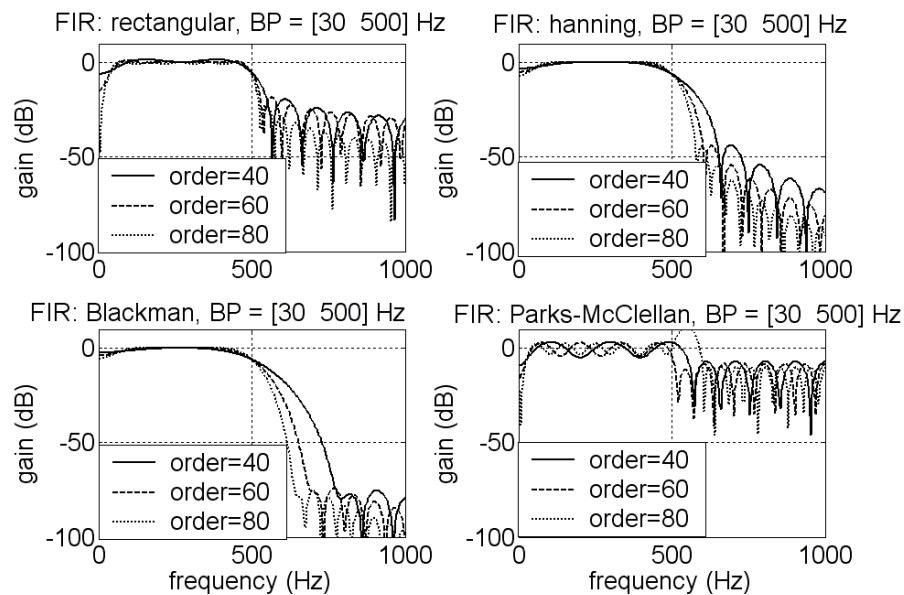 FIR: rectangular, BP = [30 500] Hz
0
-50
-100
gain (dB)
order=40
order=60
order=80
0
500
1000
FIR: hanning, BP = [30 500] Hz
0
-50
-100
gain (dB)
order=40
order=60
order=80
0
500
1000
FIR: Blackman, BP = [30 500] Hz
0
-50
-100
gain (dB)
order=40
order=60
order=80
0
500
1000
frequency (Hz)
FIR: Parks-McClellan, BP = [30 500] Hz
0
-50
-100
gain (dB)
order=40
order=60
order=80
0
500
1000
frequency (Hz)